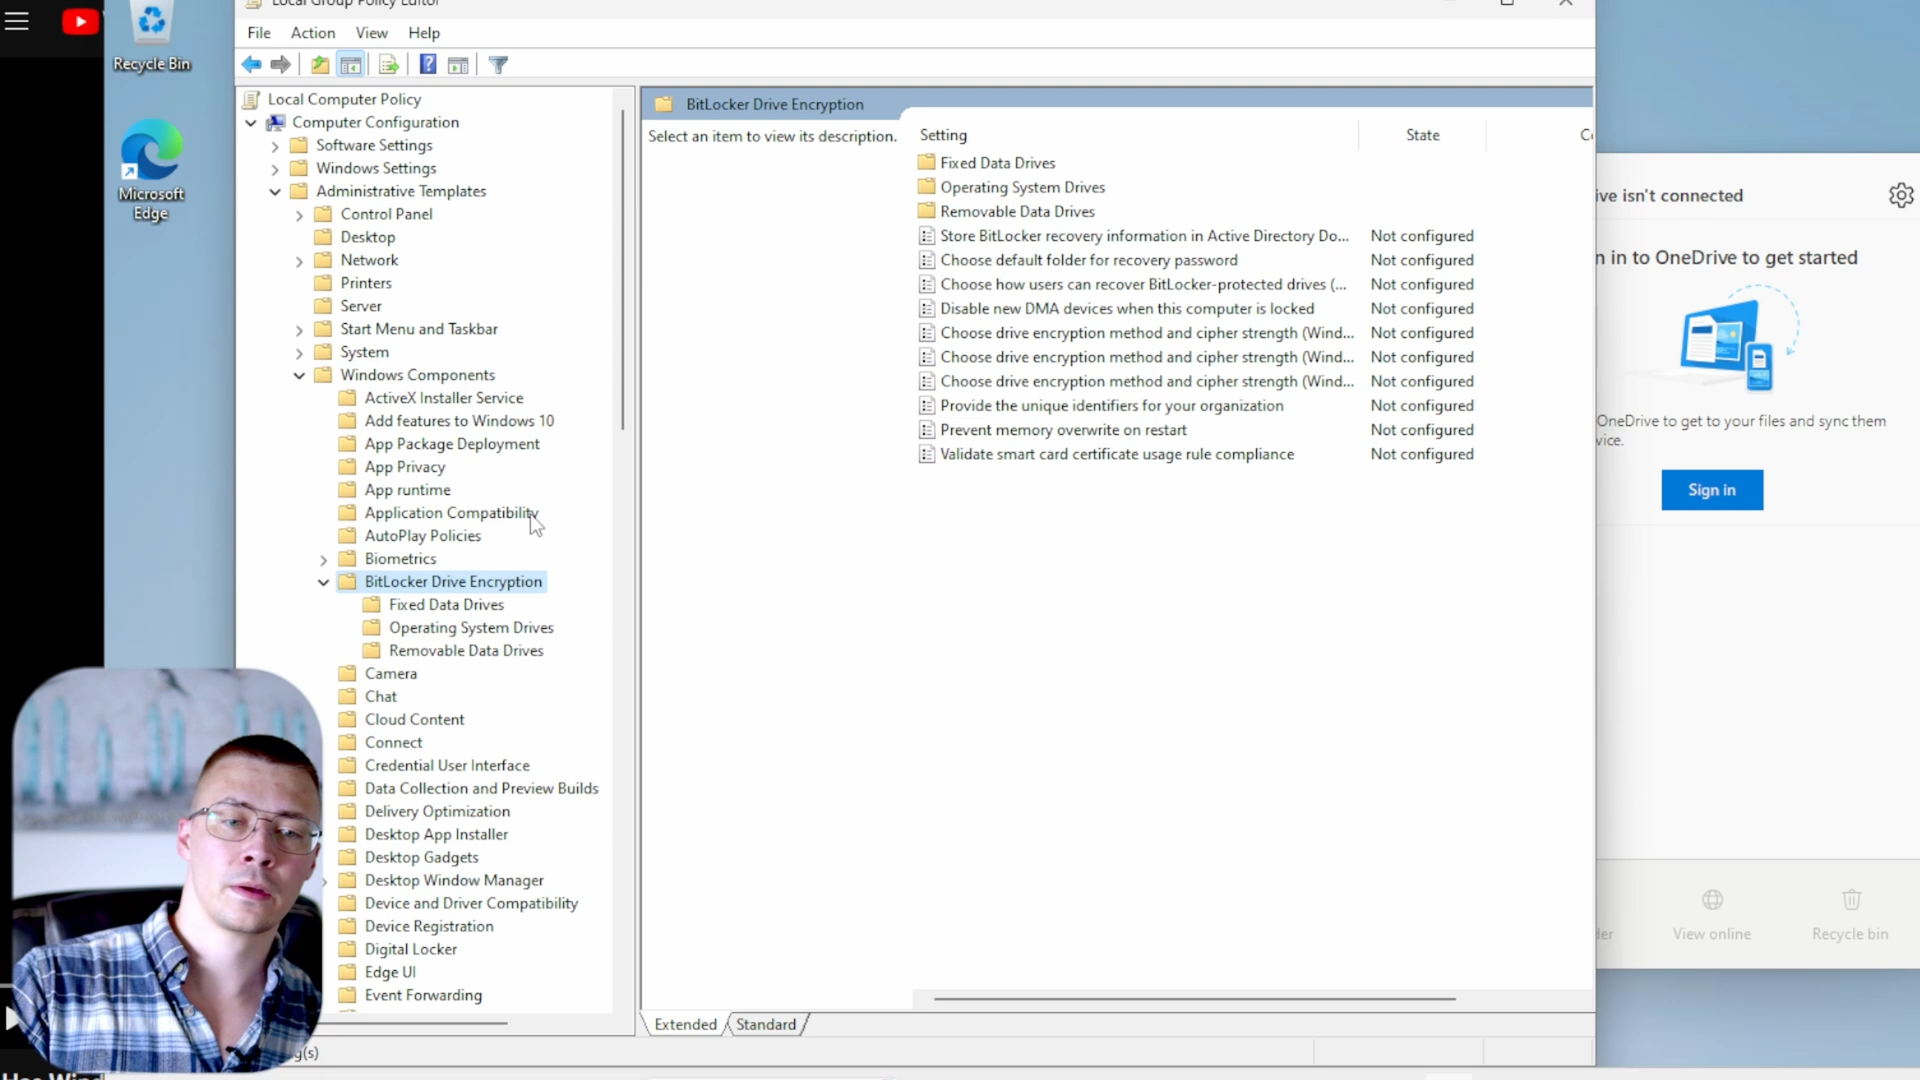 Local Group Policy Editor
File Action View Help
Recycle Bin
Microsoft
Edge
Local Computer Policy
Computer Configuration
Software Settings
Windows Settings
Administrative Templates
Control Panel
Desktop
Network
Printers
Server
Start Menu and Taskbar
System
Windows Components
ActiveX Installer Service
Add features to Windows 10
App Package Deployment
App Privacy
App runtime
Application Compatibility
AutoPlay Policies
Biometrics
BitLocker Drive Encryption
Fixed Data Drives
Operating System Drives
Removable Data Drives
Camera
Chat
Cloud Content
Connect
Credential User Interface
Data Collection and Preview Builds
Delivery Optimization
Desktop App Installer
Desktop Gadgets
Desktop Window Manager
Device and Driver Compatibility
Device Registration
Digital Locker
Edge UI
Event Forwarding
BitLocker Drive Encryption
Select an item to view its description.
Setting State
Fixed Data Drives
Operating System Drives
Removable Data Drives
Store BitLocker recovery information in Active Directory Do... Not configured
Choose default folder for recovery password Not configured
Choose how users can recover BitLocker-protected drives (... Not configured
Disable new DMA devices when this computer is locked Not configured
Choose drive encryption method and cipher strength (Wind... Not configured
Choose drive encryption method and cipher strength (Wind... Not configured
Choose drive encryption method and cipher strength (Wind... Not configured
Provide the unique identifiers for your organization Not configured
Prevent memory overwrite on restart Not configured
Validate smart card certificate usage rule compliance Not configured
Extended Standard
isn't connected
in to OneDrive to get started
OneDrive to get to your files and sync them
Sign in
View online Recycle bin